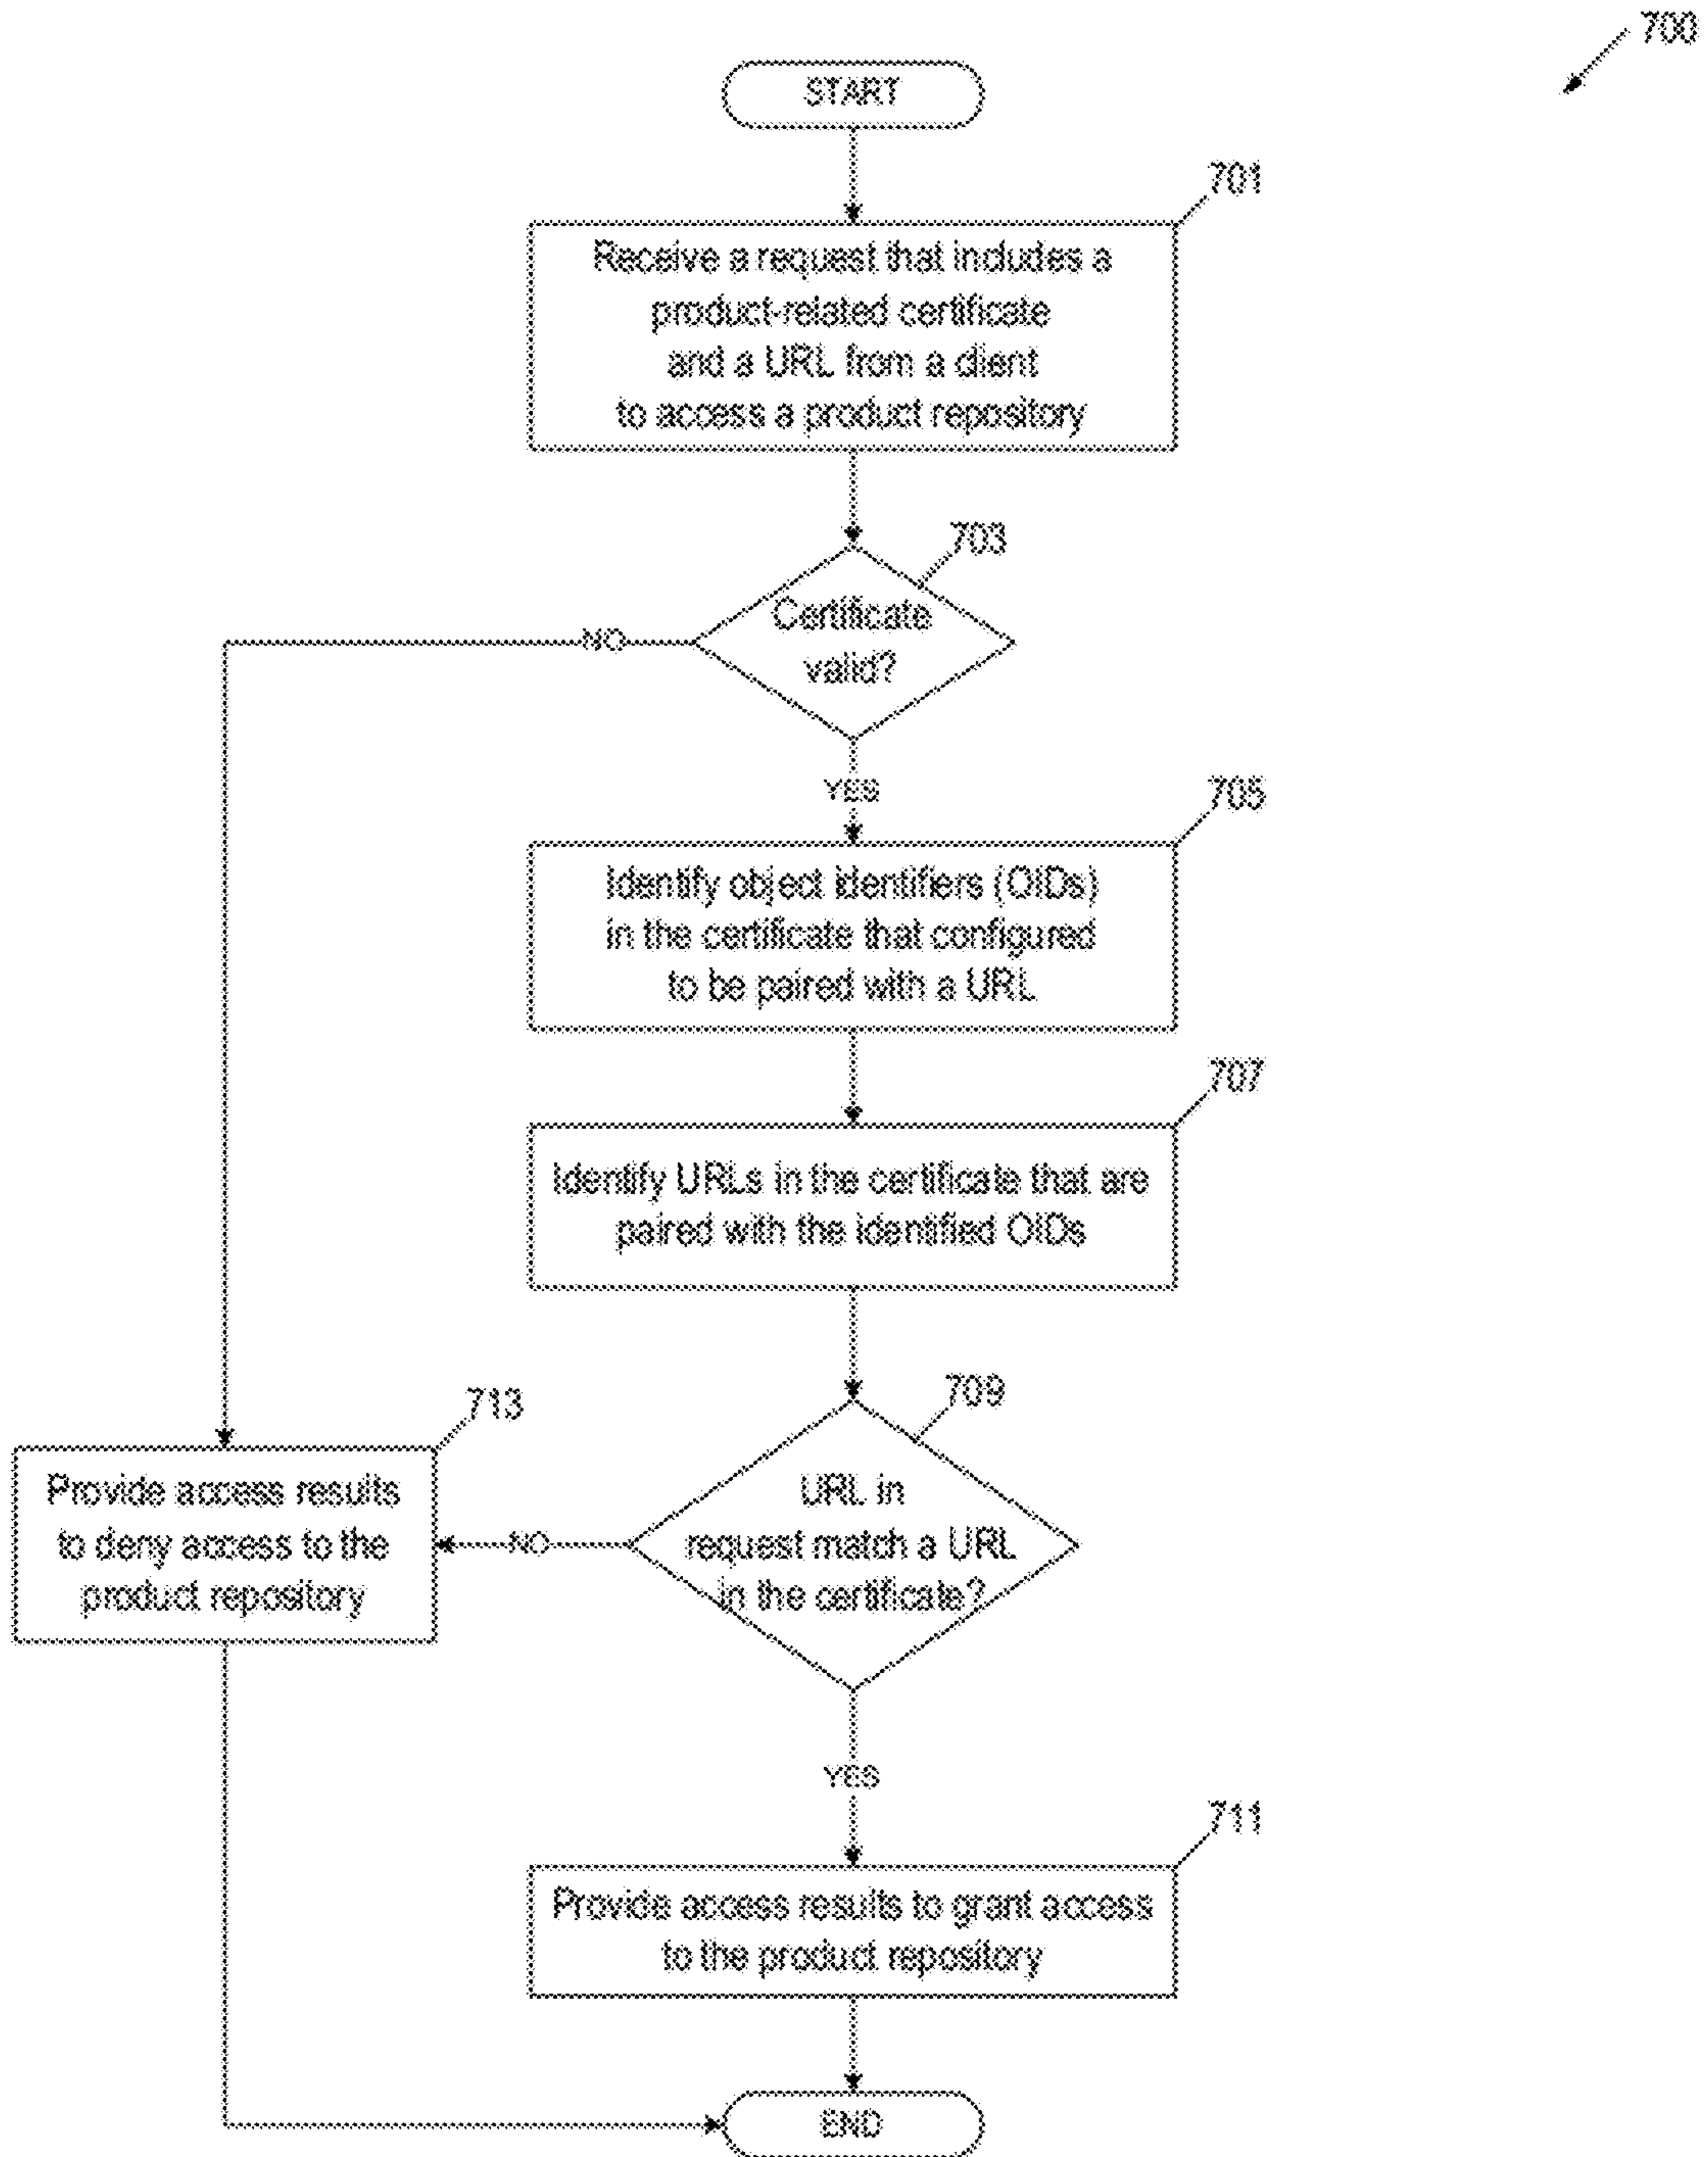 700
START
701
Receive a request that includes a
product-related certificate
and a URL from a client
to access a product repository
703
Certificate
valid?
NO
YES
705
Identify object identifiers (OIDs)
in the certificate that configured
to be paired with a URL
707
Identify URLs in the certificate that are
paired with the identified OIDs
709
URL in
request match a URL
in the certificate?
NO
713
Provide access results
to deny access to the
product repository
YES
711
Provide access results to grant access
to the product repository
END